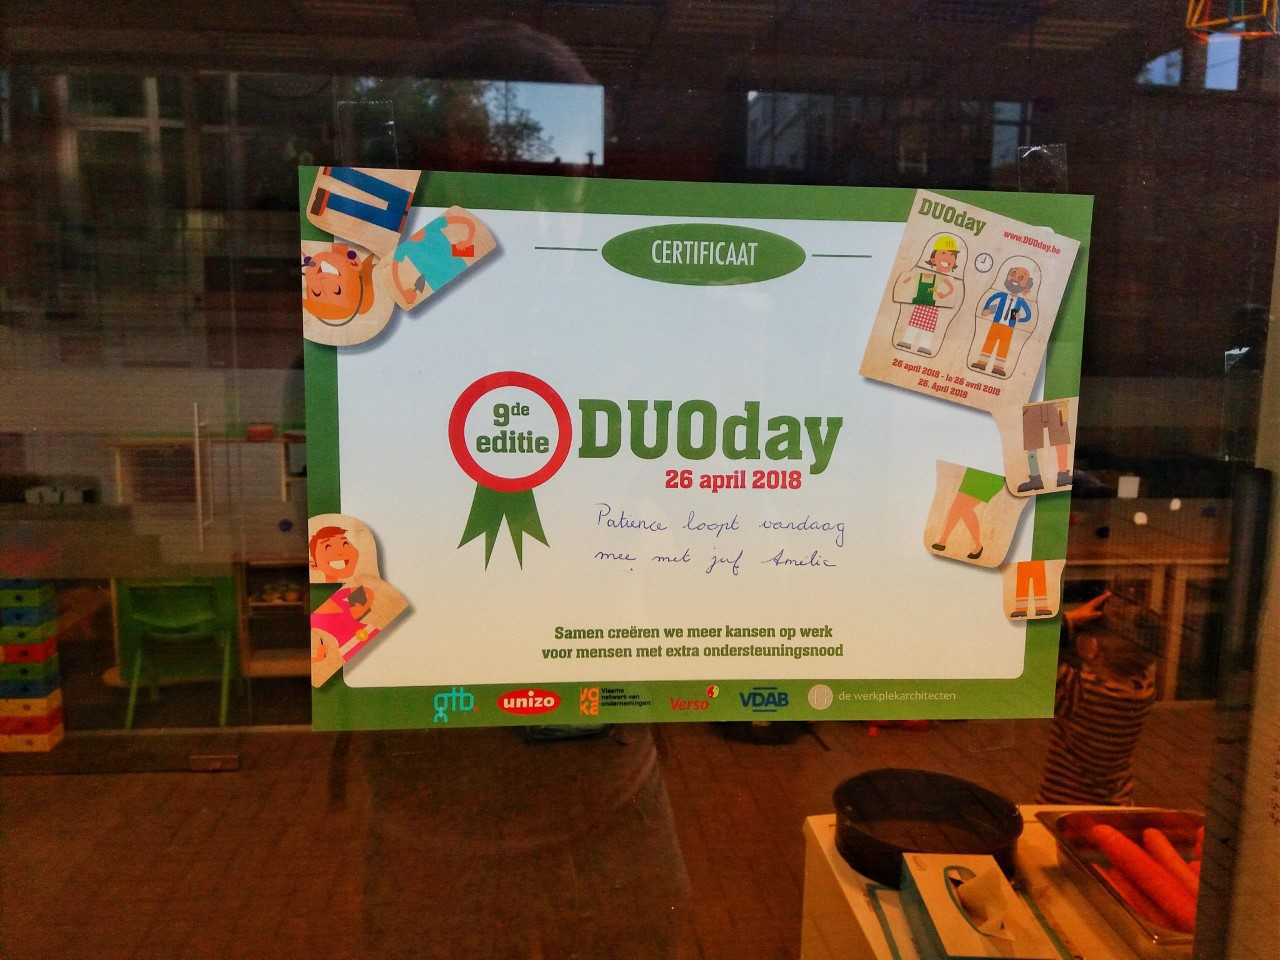 CERTIFICAAT
DUOday
www.DUOday.be
26 april 2018 - le 26 avril 2018
26. April 2018
9de
editie
DUOday
26 april 2018
Patience loopt vandaag
mee met juf Amélie
Samen creëren we meer kansen op werk
voor mensen met extra ondersteuningsnood
gtb
unizo
VOKA
Vlaams
netwerk van
ondernemingen
Verso
VDAB
de werkplekarchitecten